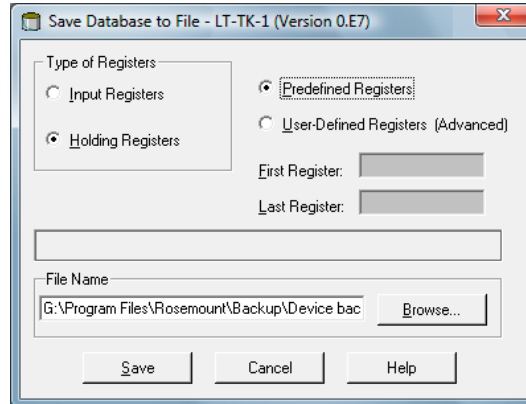 Save Database to File - LT-TK-1 (Version 0.E7)
Type of Registers
Input Registers
Holding Registers
Predefined Registers
User-Defined Registers (Advanced)
First Register:
Last Register:
File Name
G:\Program Files\Rosemount\Backup\Device bac
Browse...
Save
Cancel
Help